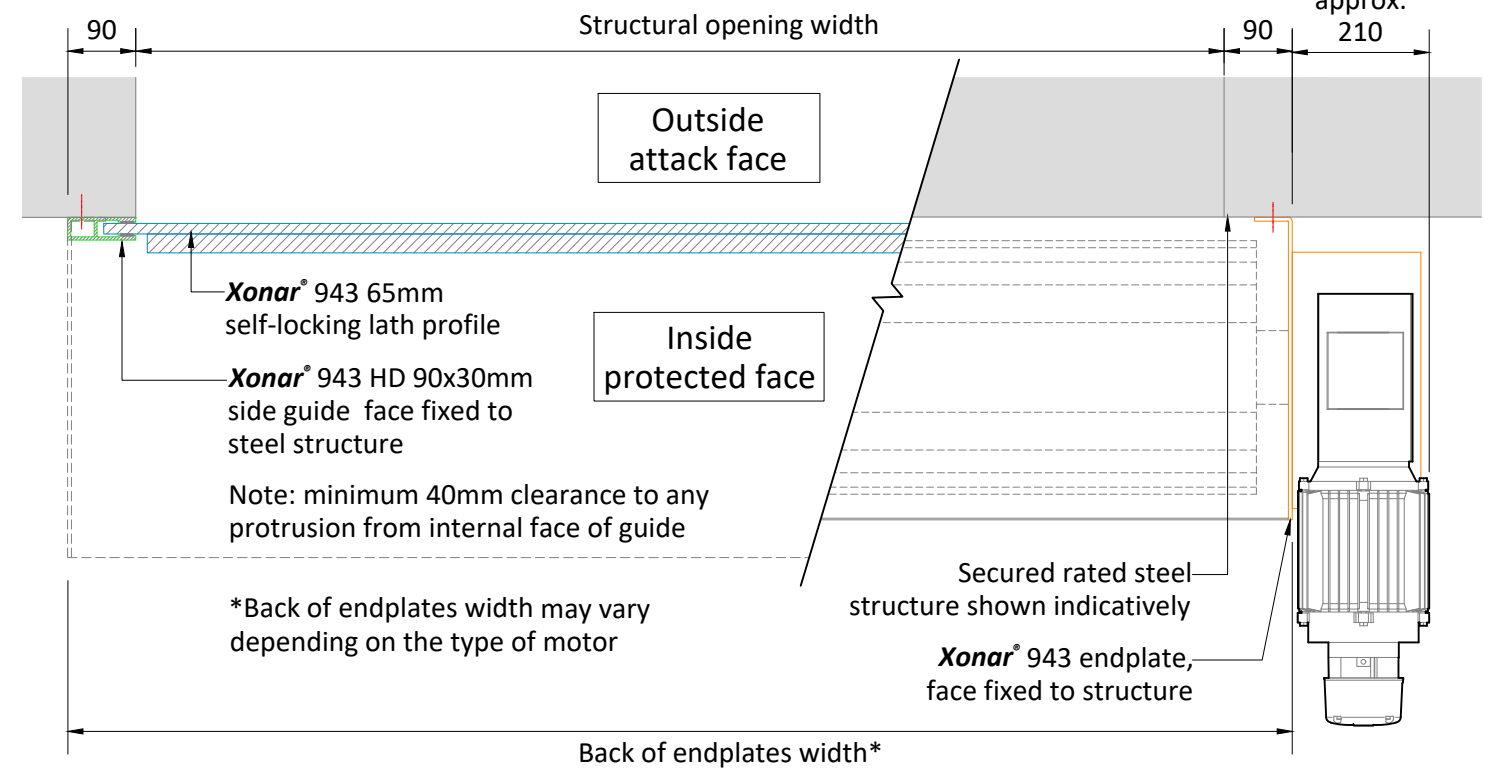 approx.
90
Structural opening width
90
210
Outside
attack face
Xonar® 943 65mm
self-locking lath profile
Inside
protected face
Xonar® 943 HD 90x30mm
side guide face fixed to
steel structure
Note: minimum 40mm clearance to any
protrusion from internal face of guide
Secured rated steel
structure shown indicatively
*Back of endplates width may vary
depending on the type of motor
Xonar® 943 endplate,
face fixed to structure
Back of endplates width*